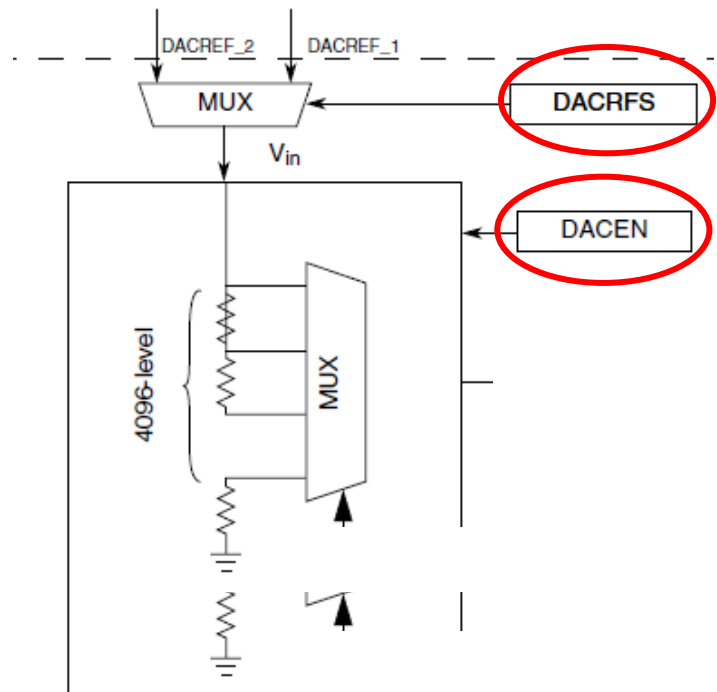 DACREF_2
DACREF_1
MUX
DACRFS
Vin
DACEN
4096-level
MUX